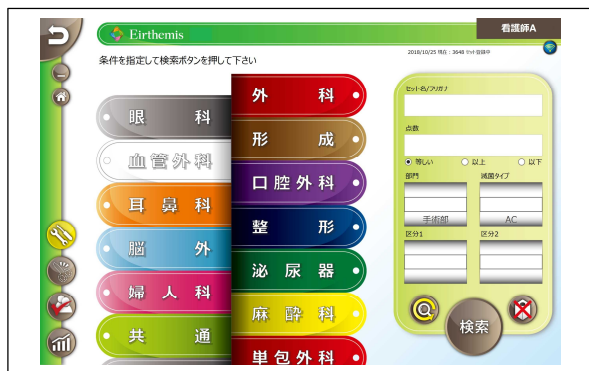 Eirthemis
看護師A
条件を指定して検索ボタンを押して下さい
2018/10/25 現在：3648 セット登録中
眼科
血管外科
耳鼻科
脳外
婦人科
共通
外科
形成
口腔外科
整形
泌尿器
麻酔科
単包外科
セット名/フリガナ
点数
等しい 以上 以下
部門 滅菌タイプ
手術部 AC
区分1 区分2
検索